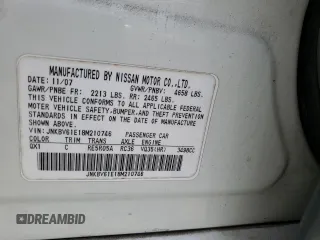 MANUFACTURED BY NISSAN MOTOR CO.,LTD.
DATE: 11/07 GVWR/PNBV: 4658 LBS
GAWR/PNBE FR: 2213 LBS RR: 2485 LBS
THIS VEHICLE CONFORMS TO ALL APPLICABLE FEDERAL
MOTOR VEHICLE SAFETY,BUMPER,AND THEFT PREVENTION
STANDARDS IN EFFECT ON THE DATE OF MANUFACTURE
SHOWN ABOVE.
VIN: JNKBV61E18M210748 PASSENGER CAR
COLOR TRIM TRANS AXLE ENGINE
QX1 C RE5R05A RC36 VQ35(HR) 3498CC
JNKBV61E18M210748
DREAMBID